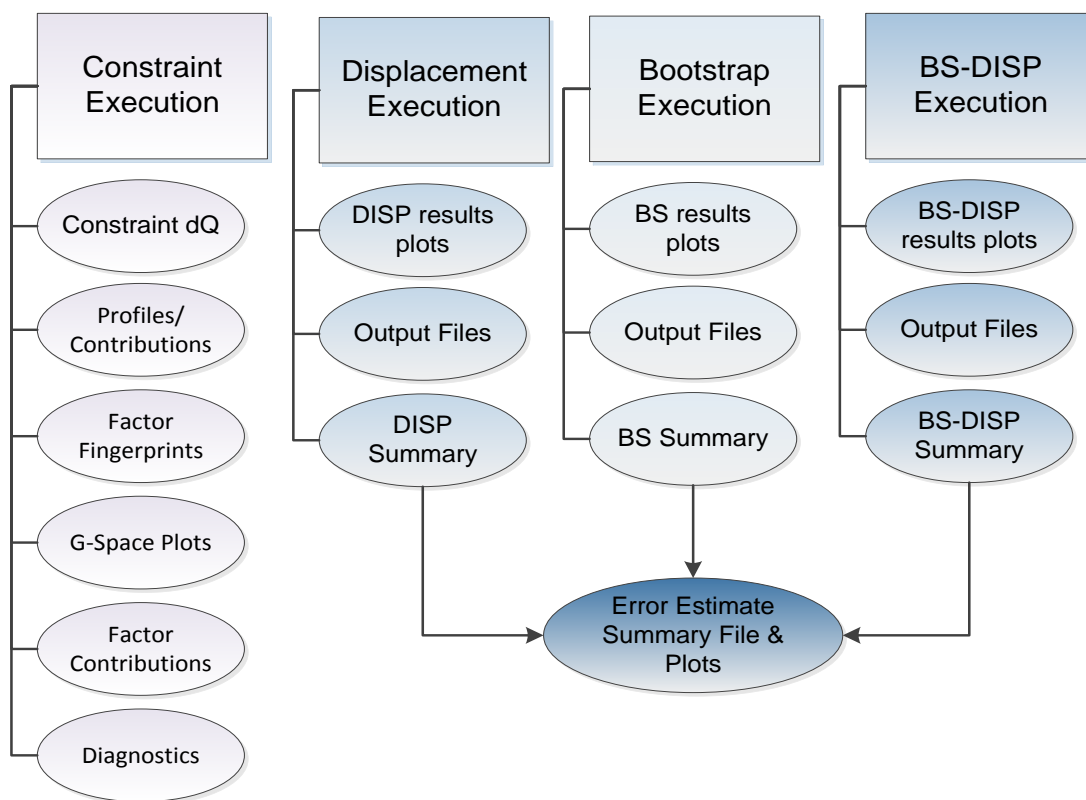 Constraint
Execution
Constraint dQ
Profiles/
Contributions
Factor
Fingerprints
G-Space Plots
Factor
Contributions
Diagnostics
Displacement
Execution
DISP results
plots
Output Files
DISP
Summary
Bootstrap
Execution
BS results
plots
Output Files
BS Summary
BS-DISP
Execution
BS-DISP
results plots
Output Files
BS-DISP
Summary
Error Estimate
Summary File &
Plots